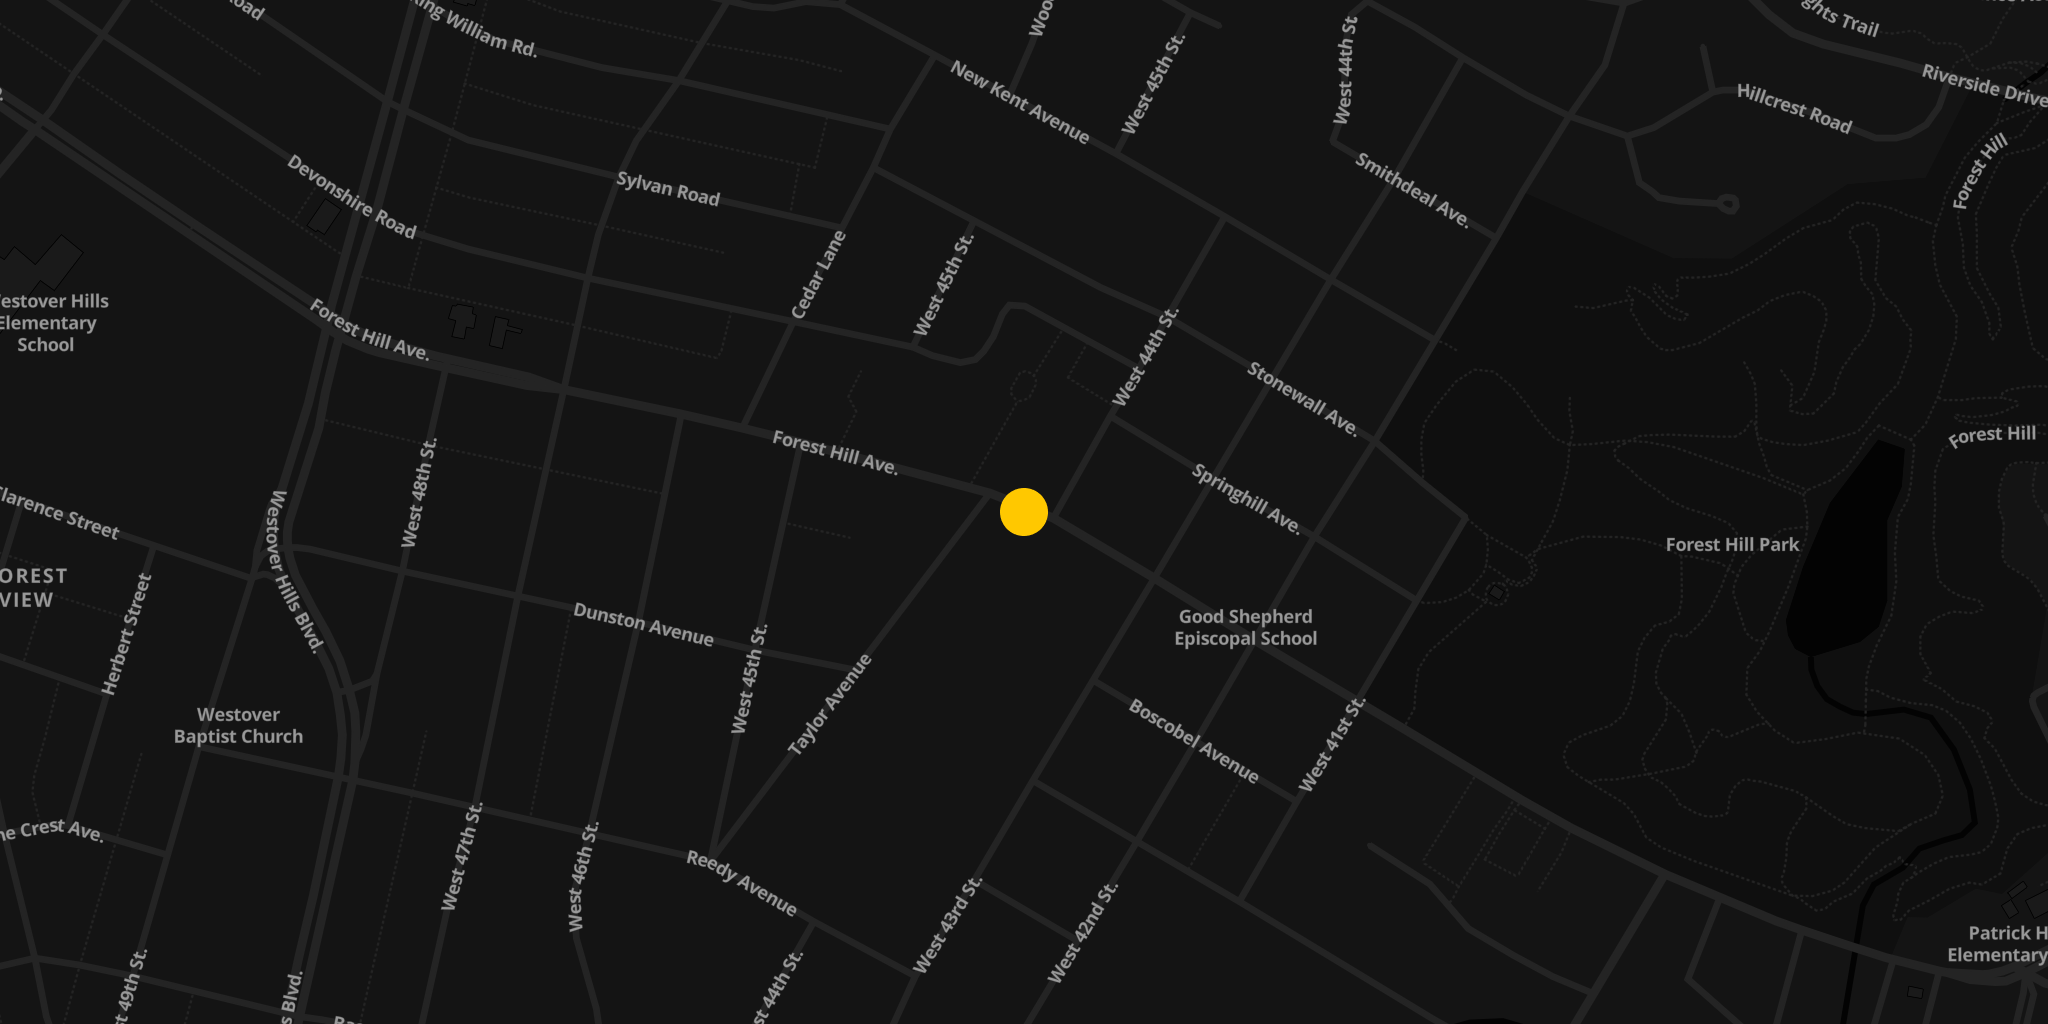 King William Rd.
West 45th St.
West 44th St
ghts Trail
Riverside Drive
New Kent Avenue
Hillcrest Road
Forest Hill
Devonshire Road
Sylvan Road
Smithdeal Ave.
Cedar Lane
West 45th St.
Westover Hills
Elementary
School
Forest Hill Ave.
West 44th St.
Stonewall Ave.
Forest Hill Ave.
Forest Hill
West 48th St.
Springhill Ave.
Clarence Street
Westover Hills Blvd.
Forest Hill Park
OREST
VIEW
Herbert Street
Dunston Avenue
Good Shepherd
Episcopal School
West 45th St.
Taylor Avenue
Westover
Baptist Church
Boscobel Avenue
West 41st St.
ne Crest Ave.
West 47th St.
West 46th St.
Reedy Avenue
West 43rd St.
West 42nd St.
Patrick H
Elementary
st 49th St.
s Blvd.
st 44th St.